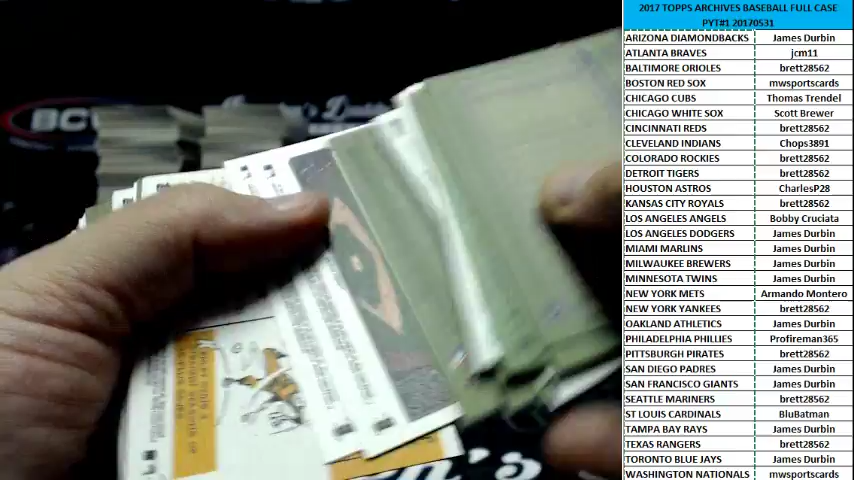 2017 TOPPS ARCHIVES BASEBALL FULL CASE
PYT#1 20170531
ARIZONA DIAMONDBACKS James Durbin
ATLANTA BRAVES jcm11
BALTIMORE ORIOLES brett28562
BOSTON RED SOX mwsportscards
CHICAGO CUBS Thomas Trendel
CHICAGO WHITE SOX Scott Brewer
CINCINNATI REDS brett28562
CLEVELAND INDIANS Chops3891
COLORADO ROCKIES brett28562
DETROIT TIGERS brett28562
HOUSTON ASTROS CharlesP28
KANSAS CITY ROYALS brett28562
LOS ANGELES ANGELS Bobby Cruciata
LOS ANGELES DODGERS James Durbin
MIAMI MARLINS James Durbin
MILWAUKEE BREWERS James Durbin
MINNESOTA TWINS James Durbin
NEW YORK METS Armando Montero
NEW YORK YANKEES brett28562
OAKLAND ATHLETICS James Durbin
PHILADELPHIA PHILLIES Profireman365
PITTSBURGH PIRATES brett28562
SAN DIEGO PADRES James Durbin
SAN FRANCISCO GIANTS James Durbin
SEATTLE MARINERS brett28562
ST LOUIS CARDINALS BluBatman
TAMPA BAY RAYS James Durbin
TEXAS RANGERS brett28562
TORONTO BLUE JAYS James Durbin
WASHINGTON NATIONALS mwsportscards
BCW